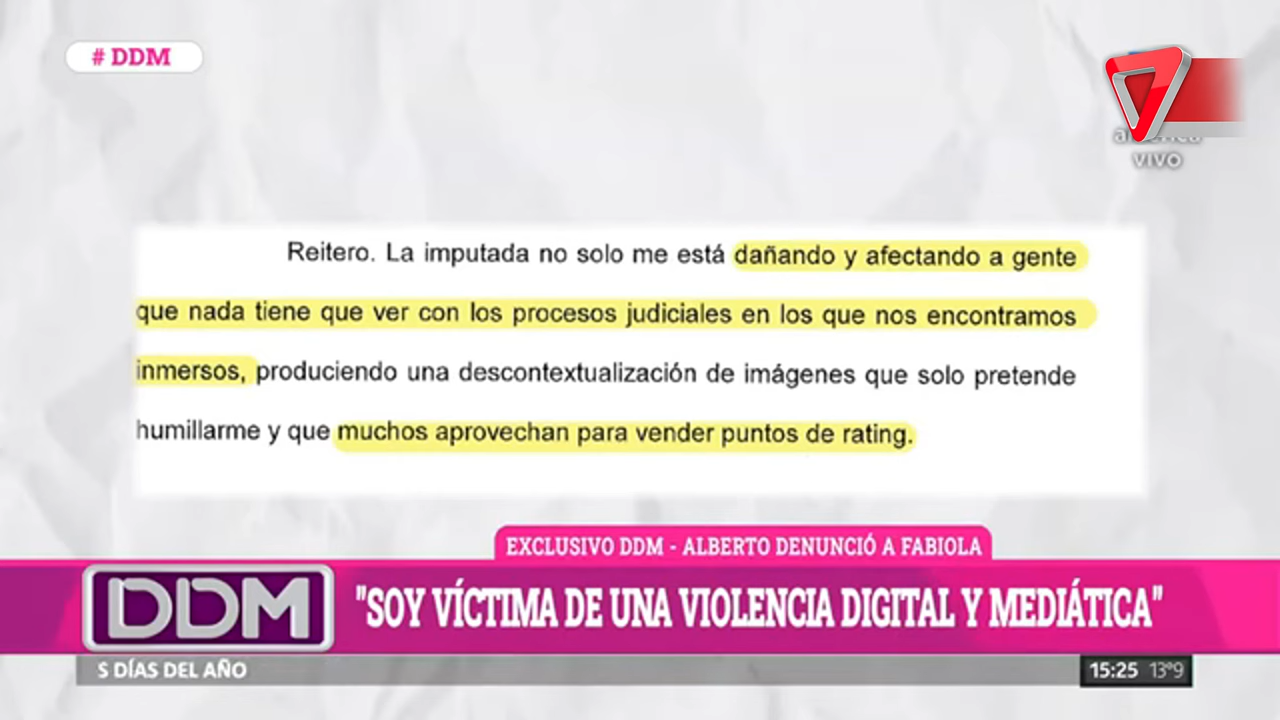 # DDM
américa
VIVO
Reitero. La imputada no solo me está dañando y afectando a gente
que nada tiene que ver con los procesos judiciales en los que nos encontramos
inmersos, produciendo una descontextualización de imágenes que solo pretende
humillarme y que muchos aprovechan para vender puntos de rating.
EXCLUSIVO DDM - ALBERTO DENUNCIÓ A FABIOLA
DDM
"SOY VÍCTIMA DE UNA VIOLENCIA DIGITAL Y MEDIÁTICA"
S DÍAS DEL AÑO
15:25 13º9